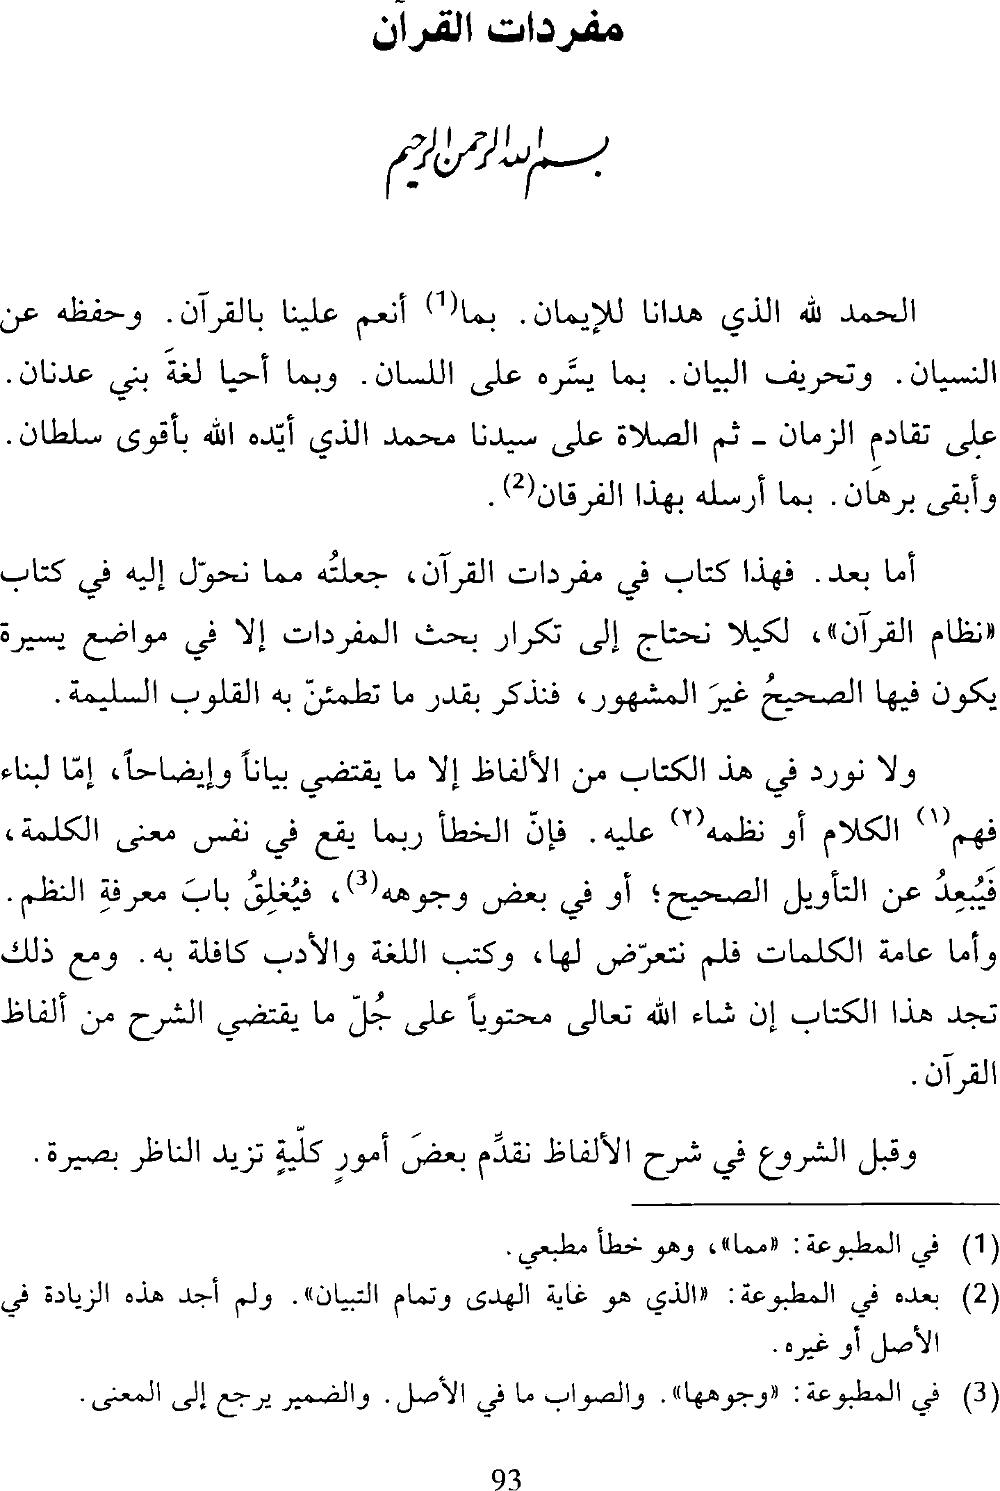 مفردات القرآن
بسم الله الرحمن الرحيم
الحمد لله الذي هدانا للإيمان. بما(1) أنعم علينا بالقرآن. وحفظه عن
النسيان. وتحريف البيان. بما يسَّره على اللسان. وبما أحيا لغةَ بني عدنان.
على تقادمِ الزمان ـ ثم الصلاة على سيدنا محمد الذي أيّده الله بأقوى سلطان.
وأبقى برهَان. بما أرسله بهذا الفرقان(2).
أما بعد. فهذا كتاب في مفردات القرآن، جعلتُه مما نحوّل إليه في كتاب
«نظام القرآن»، لكيلا نحتاج إلى تكرار بحث المفردات إلا في مواضع يسيرة
يكون فيها الصحيحُ غيرَ المشهور، فنذكر بقدر ما تطمئنّ به القلوب السليمة.
ولا نورد في هذ الكتاب من الألفاظ إلا ما يقتضي بياناً وإيضاحاً، إمّا لبناء
فهم(١) الكلام أو نظمه(٢) عليه. فإنّ الخطأ ربما يقع في نفس معنى الكلمة،
فَيُبعِدُ عن التأويل الصحيح؛ أو في بعض وجوهه(3)، فيُغلِقُ بابَ معرفةِ النظم.
وأما عامة الكلمات فلم نتعرّض لها، وكتب اللغة والأدب كافلة به. ومع ذلك
تجد هذا الكتاب إن شاء الله تعالى محتوياً على جُلّ ما يقتضي الشرح من ألفاظ
القرآن.
وقبل الشروع في شرح الألفاظ نقدِّم بعضَ أمورٍ كلّيةٍ تزيد الناظر بصيرة.
(1) في المطبوعة: «مما»، وهو خطأ مطبعي.
(2) بعده في المطبوعة: «الذي هو غاية الهدى وتمام التبيان». ولم أجد هذه الزيادة في
الأصل أو غيره.
(3) في المطبوعة: «وجوهها». والصواب ما في الأصل. والضمير يرجع إلى المعنى.
93